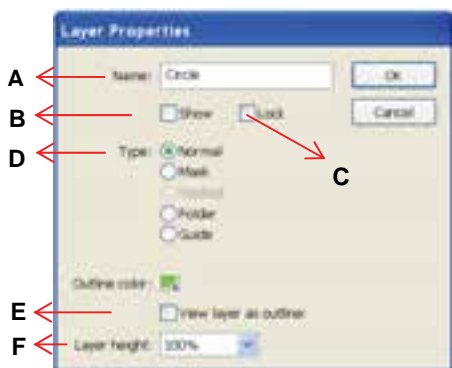 Layer Properties
A Name: Circle OK
B Show Lock Cancel
D Type: Normal
C
Mask
Folder
Guide
Outline color:
E View layer as outlines
F Layer height: 100%